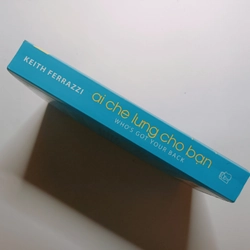 KEITH FERRAZZI
ai che lưng cho bạn
WHO'S GOT YOUR BACK